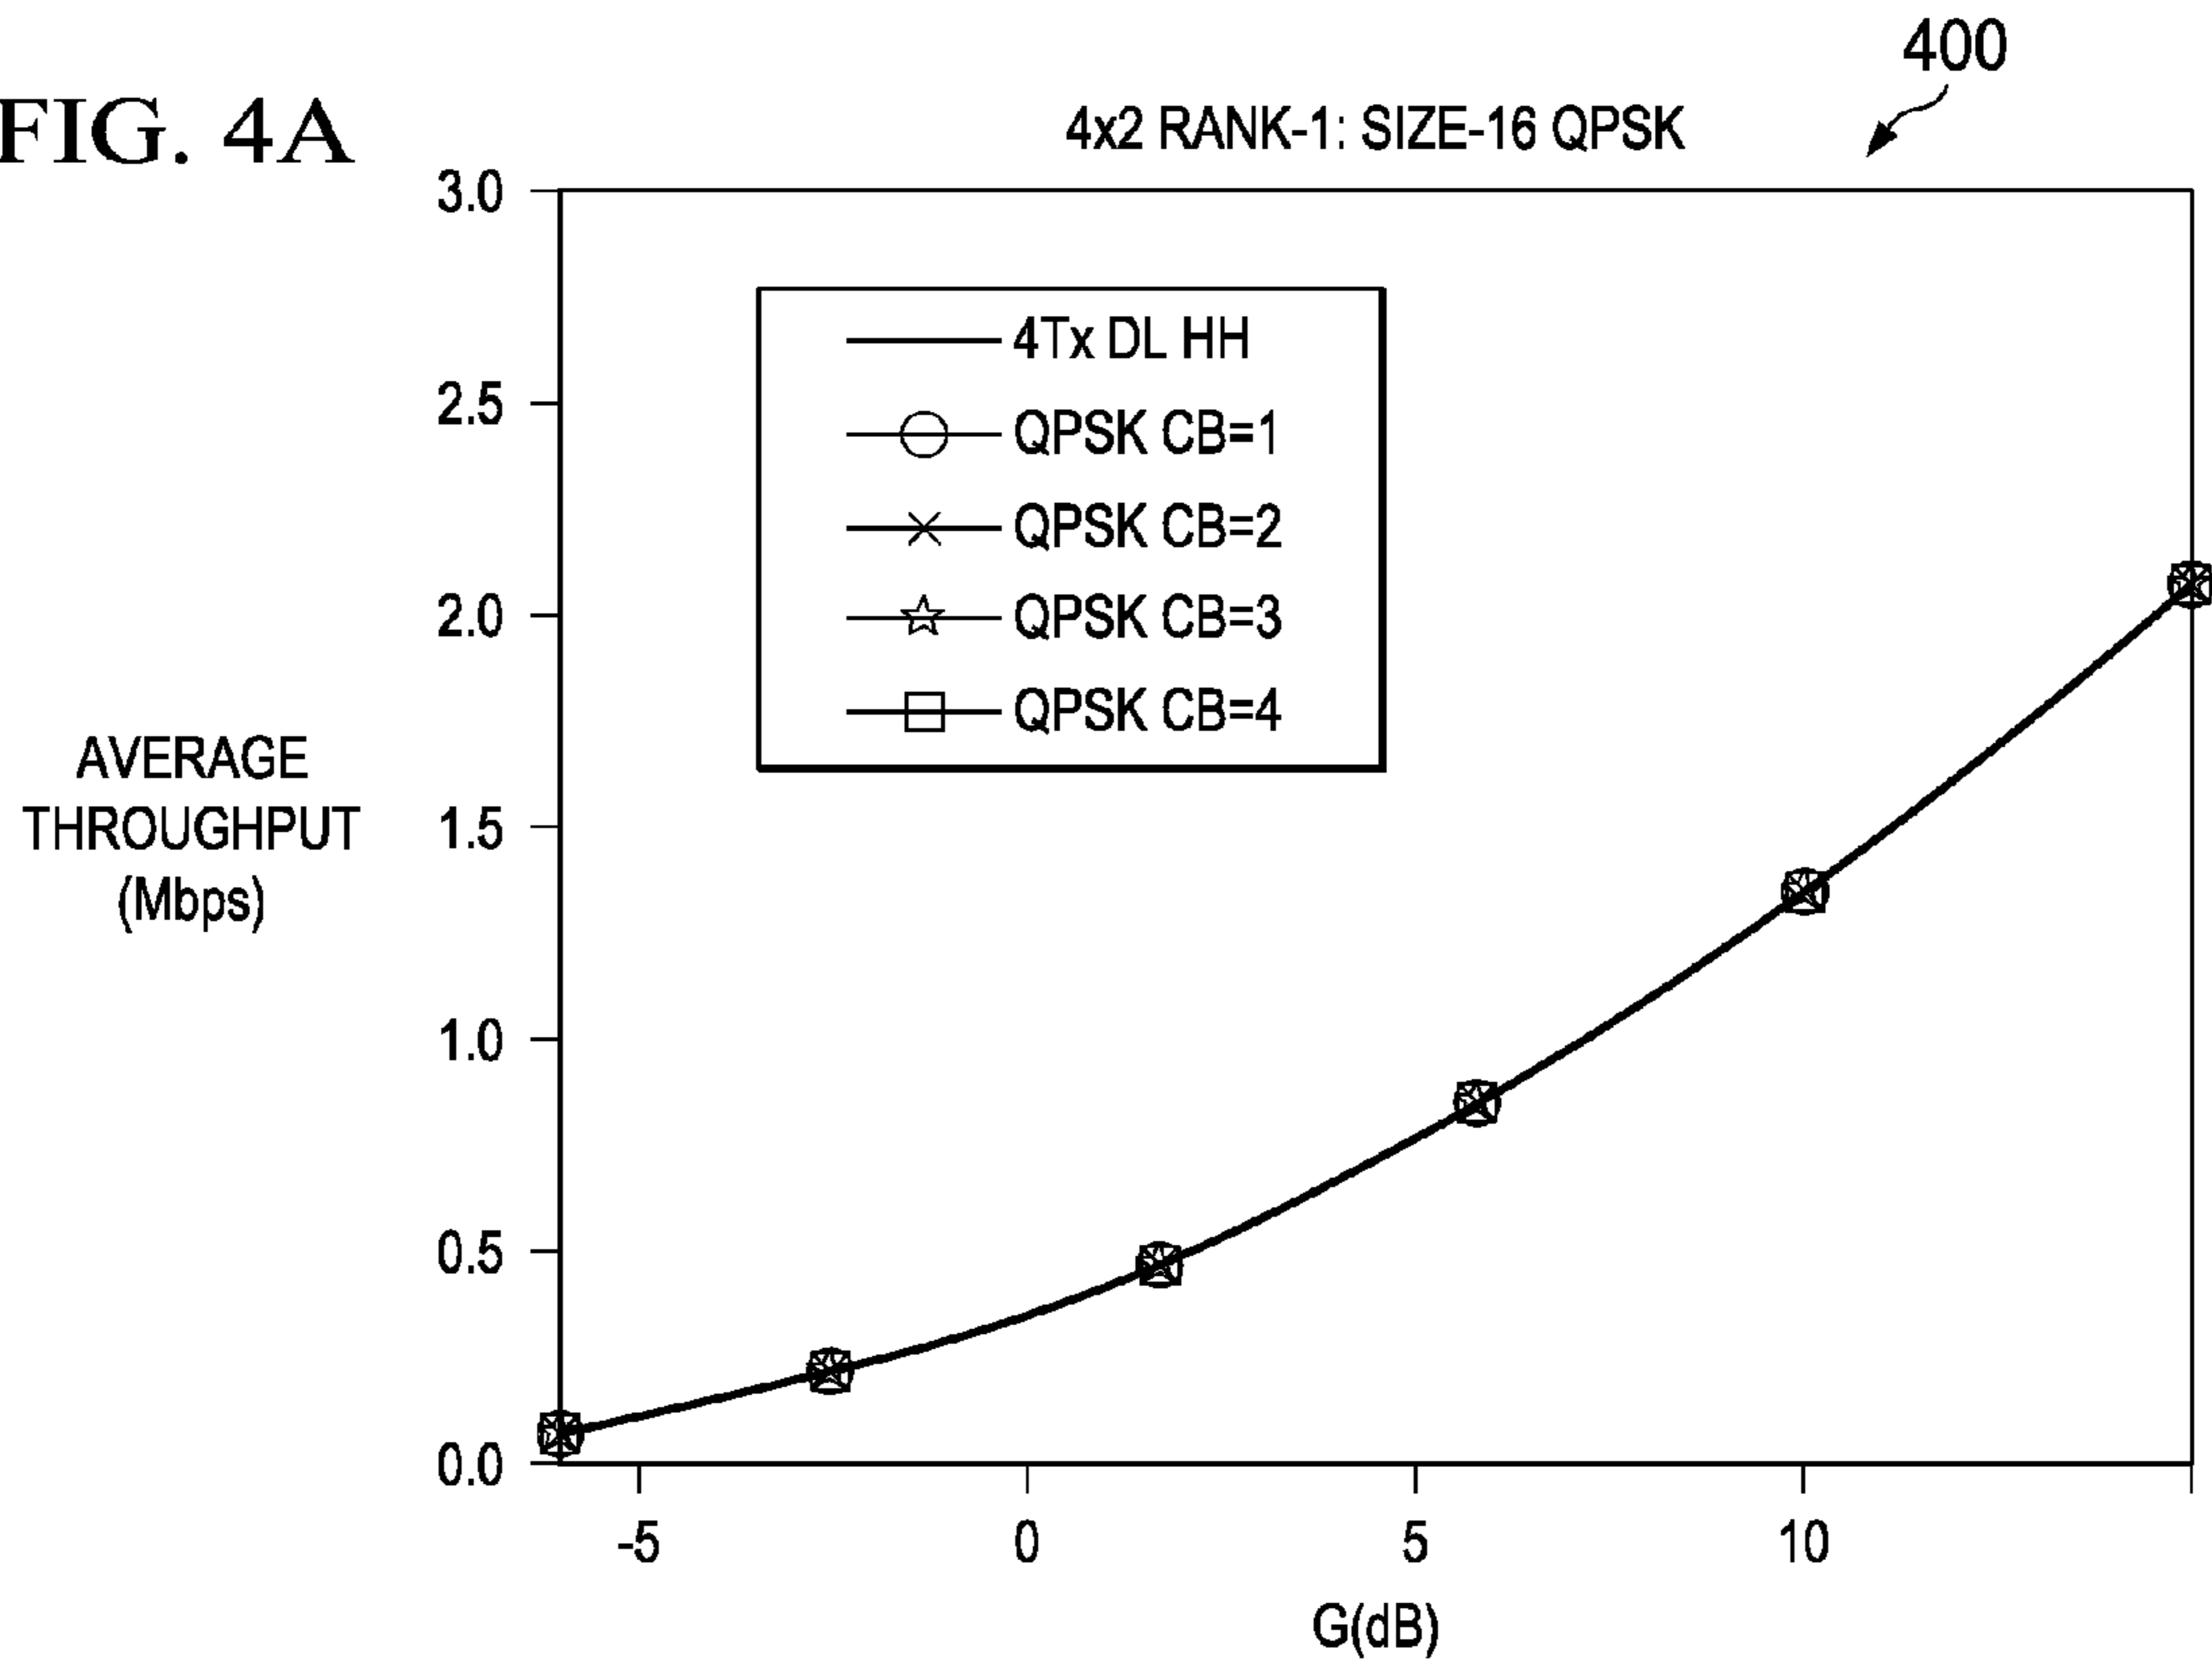 400
FIG. 4A
4x2 RANK-1: SIZE-16 QPSK
3.0
2.5
2.0
1.5
1.0
0.5
0.0
4Tx DL HH
QPSK CB=1
QPSK CB=2
QPSK CB=3
QPSK CB=4
AVERAGE
THROUGHPUT
(Mbps)
-5
0
5
10
G(dB)